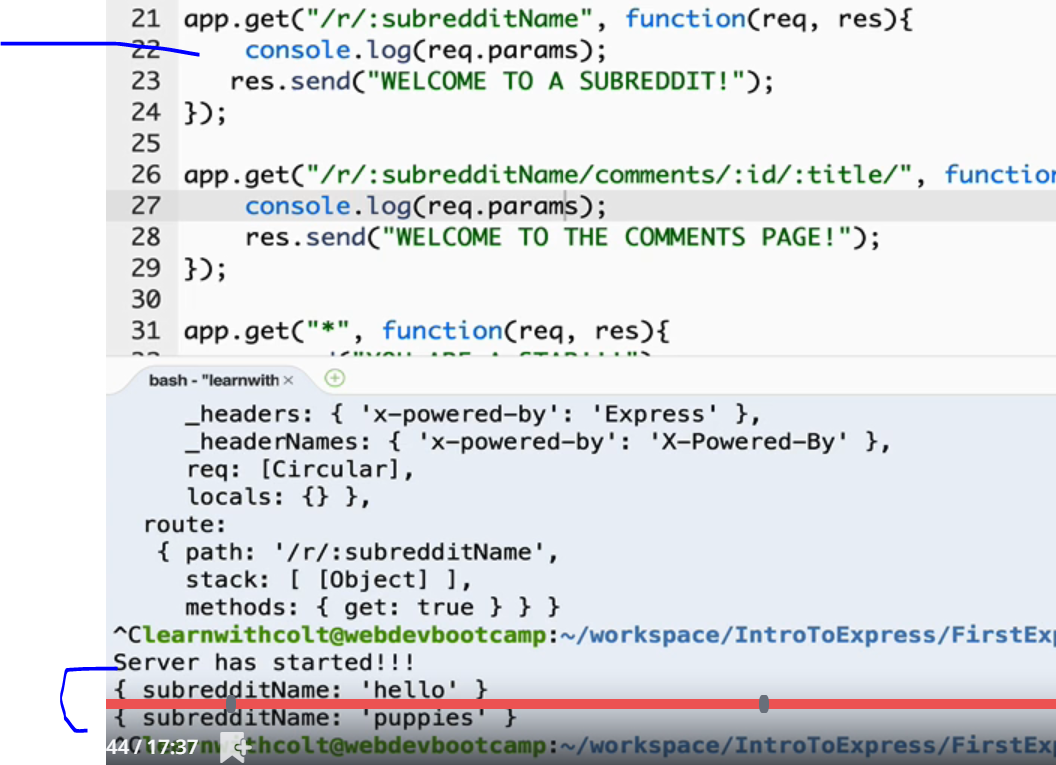 21 app.get("/r/:subredditName", function(req, res){
22 console.log(req.params);
23 res.send("WELCOME TO A SUBREDDIT!");
24 });
25
26 app.get("/r/:subredditName/comments/:id/:title/", function
27 console.log(req.params);
28 res.send("WELCOME TO THE COMMENTS PAGE!");
29 });
30
31 app.get("*", function(req, res){
bash - "learnwith ×
_headers: { 'x-powered-by': 'Express' },
_headerNames: { 'x-powered-by': 'X-Powered-By' },
req: [Circular],
locals: {} },
route:
{ path: '/r/:subredditName',
stack: [ [Object] ],
methods: { get: true } } }
^Clearnwithcolt@webdevbootcamp:~/workspace/IntroToExpress/FirstExp
Server has started!!!
{ subredditName: 'hello' }
{ subredditName: 'puppies' }
44 / 17:37
^Clearnwithcolt@webdevbootcamp:~/workspace/IntroToExpress/FirstExp